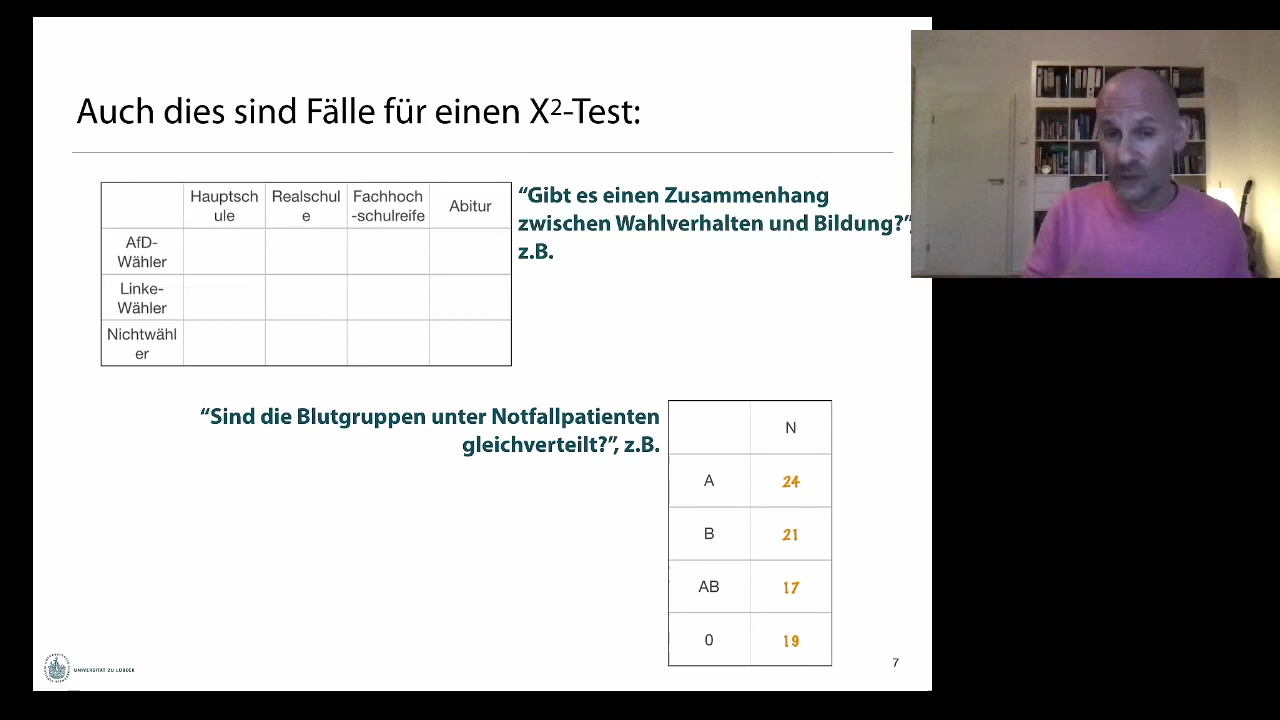 Auch dies sind Fälle für einen X²-Test:
Hauptsch
ule
Realschul
e
Fachhoch
-schulreife
Abitur
AfD-
Wähler
Linke-
Wähler
Nichtwähl
er
“Gibt es einen Zusammenhang
zwischen Wahlverhalten und Bildung?”,
z.B.
“Sind die Blutgruppen unter Notfallpatienten
gleichverteilt?”, z.B.
N
A 24
B 21
AB 17
0 19
UNIVERSITÄT ZU LÜBECK
7